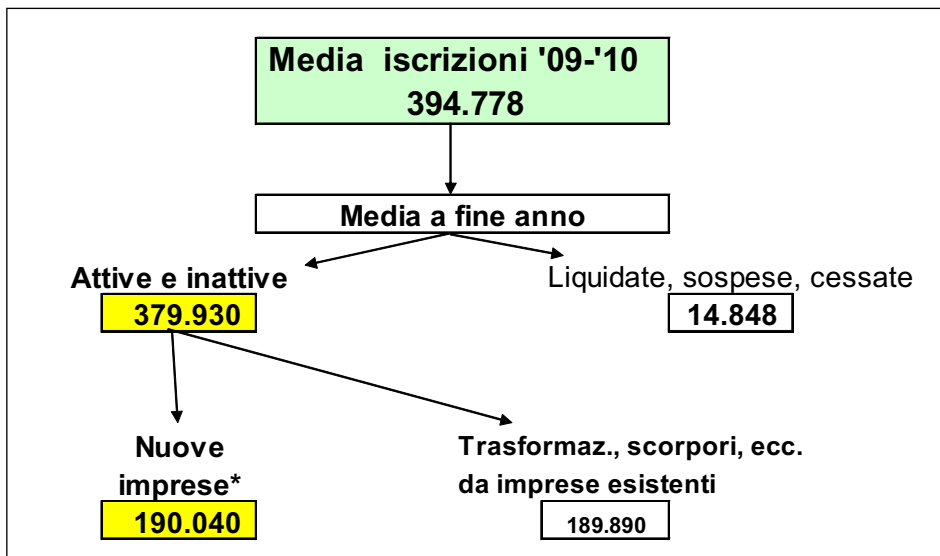 Media iscrizioni '09-'10
394.778
Media a fine anno
Attive e inattive
379.930
Liquidate, sospese, cessate
14.848
Nuove
imprese*
190.040
Trasformaz., scorpori, ecc.
da imprese esistenti
189.890